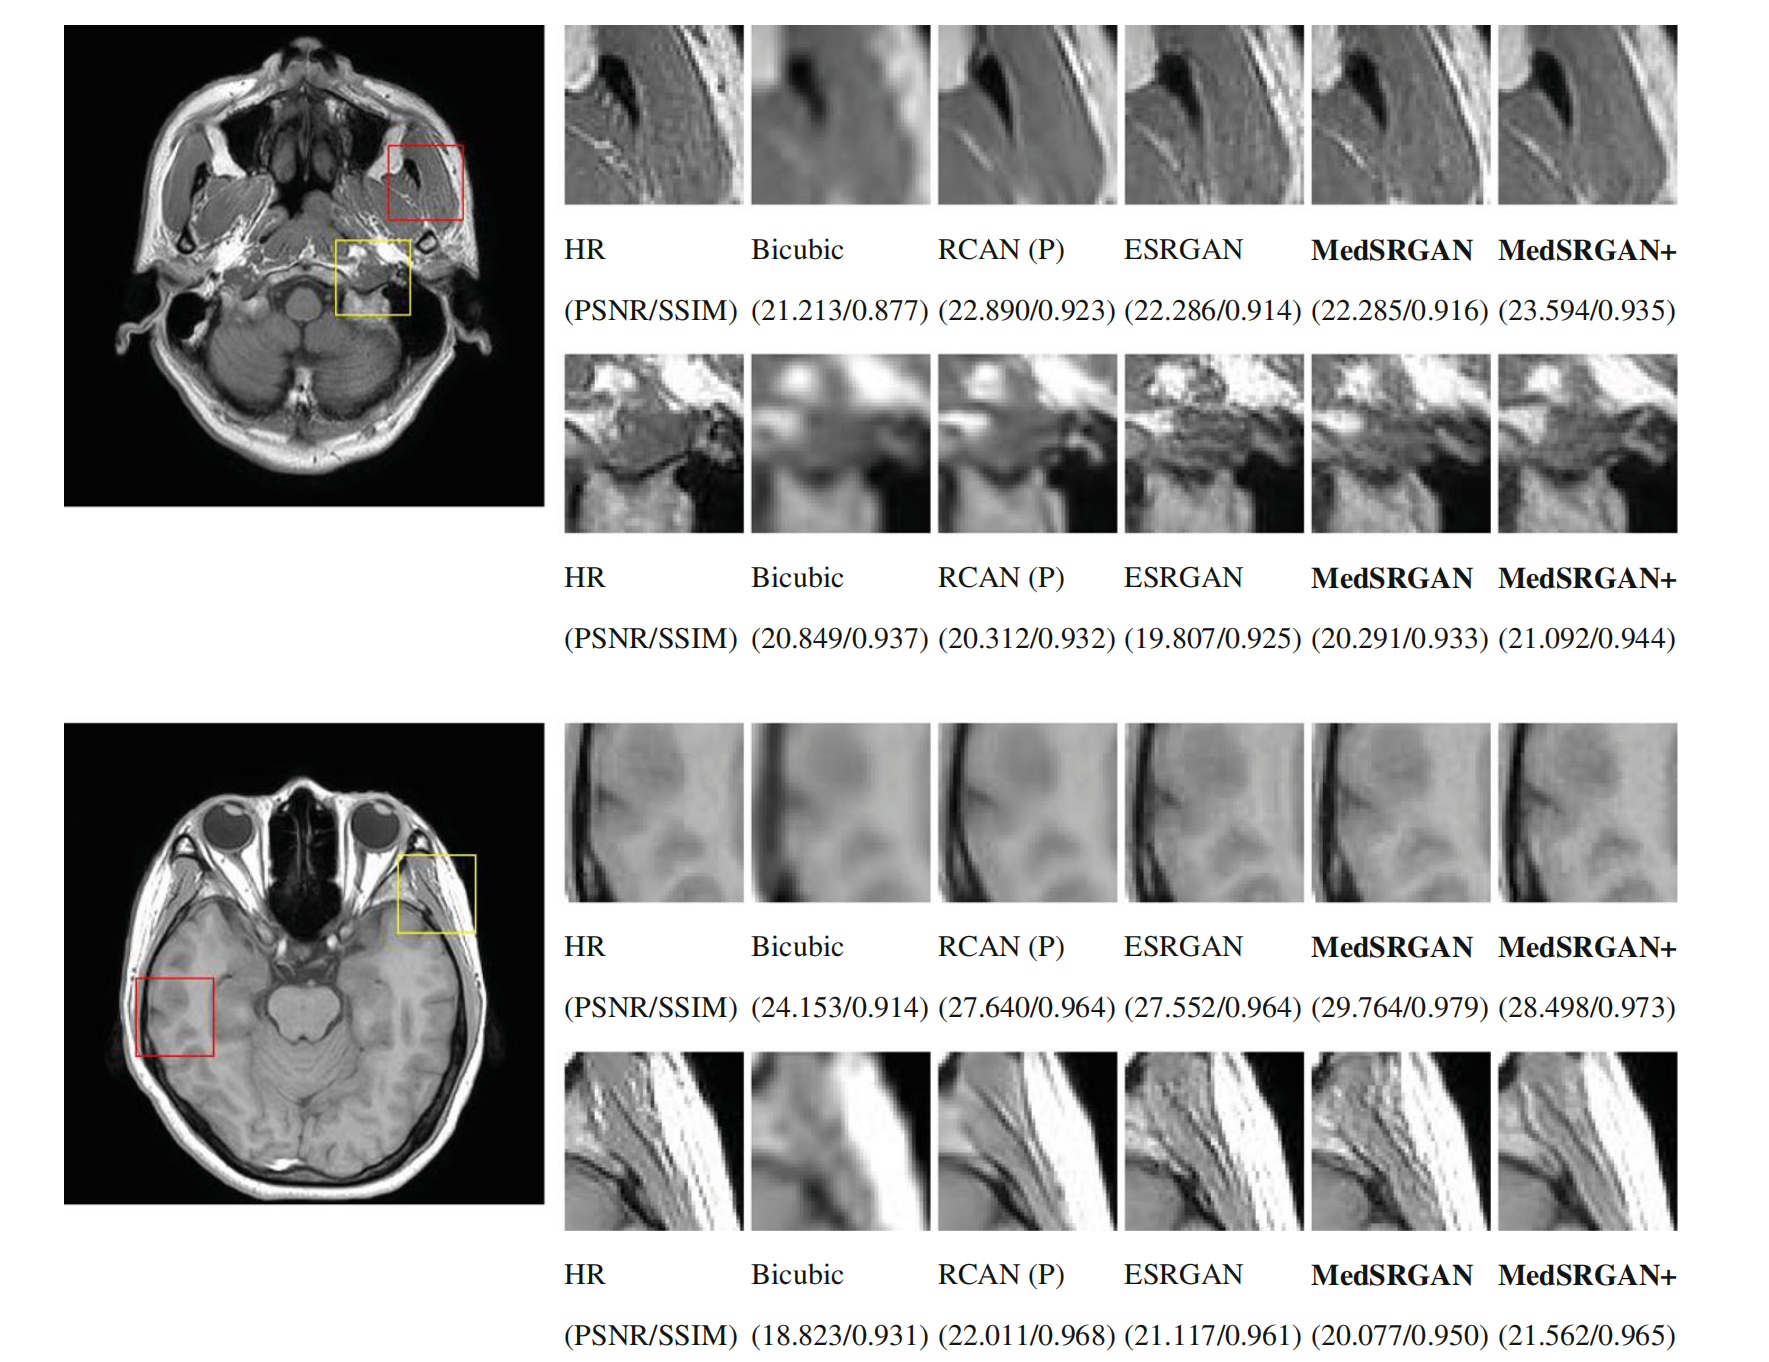 HR Bicubic RCAN (P) ESRGAN MedSRGAN MedSRGAN+
(PSNR/SSIM) (21.213/0.877) (22.890/0.923) (22.286/0.914) (22.285/0.916) (23.594/0.935)
HR Bicubic RCAN (P) ESRGAN MedSRGAN MedSRGAN+
(PSNR/SSIM) (20.849/0.937) (20.312/0.932) (19.807/0.925) (20.291/0.933) (21.092/0.944)
HR Bicubic RCAN (P) ESRGAN MedSRGAN MedSRGAN+
(PSNR/SSIM) (24.153/0.914) (27.640/0.964) (27.552/0.964) (29.764/0.979) (28.498/0.973)
HR Bicubic RCAN (P) ESRGAN MedSRGAN MedSRGAN+
(PSNR/SSIM) (18.823/0.931) (22.011/0.968) (21.117/0.961) (20.077/0.950) (21.562/0.965)